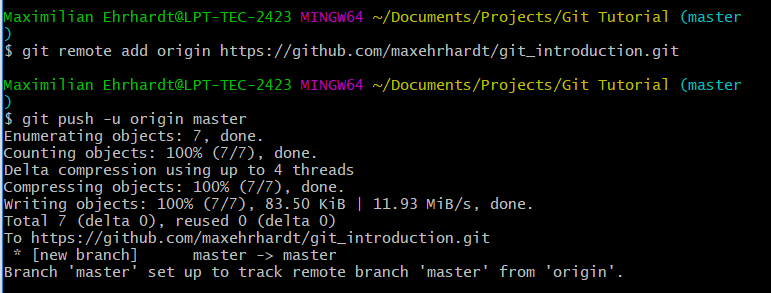 Maximilian Ehrhardt@LPT-TEC-2423 MINGW64 ~/Documents/Projects/Git Tutorial (master
)
$ git remote add origin https://github.com/maxehrhardt/git_introduction.git
Maximilian Ehrhardt@LPT-TEC-2423 MINGW64 ~/Documents/Projects/Git Tutorial (master
)
$ git push -u origin master
Enumerating objects: 7, done.
Counting objects: 100% (7/7), done.
Delta compression using up to 4 threads
Compressing objects: 100% (7/7), done.
Writing objects: 100% (7/7), 83.50 KiB | 11.93 MiB/s, done.
Total 7 (delta 0), reused 0 (delta 0)
To https://github.com/maxehrhardt/git_introduction.git
 * [new branch]      master -> master
Branch 'master' set up to track remote branch 'master' from 'origin'.